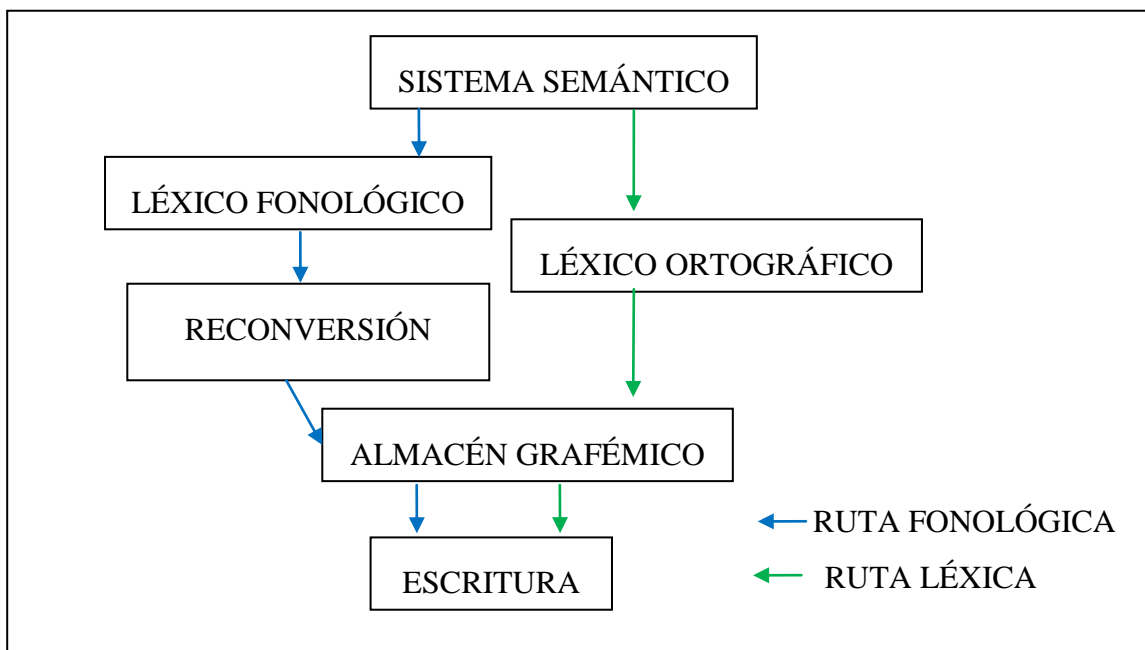 SISTEMA SEMÁNTICO
LÉXICO FONOLÓGICO
LÉXICO ORTOGRÁFICO
RECONVERSIÓN
ALMACÉN GRAFÉMICO
RUTA FONOLÓGICA
ESCRITURA
RUTA LÉXICA